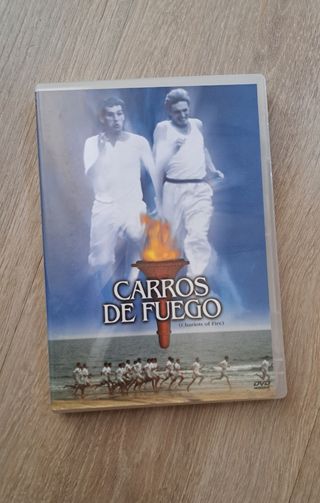 CARROS
DE FUEGO
(Chariots of Fire)
DVD